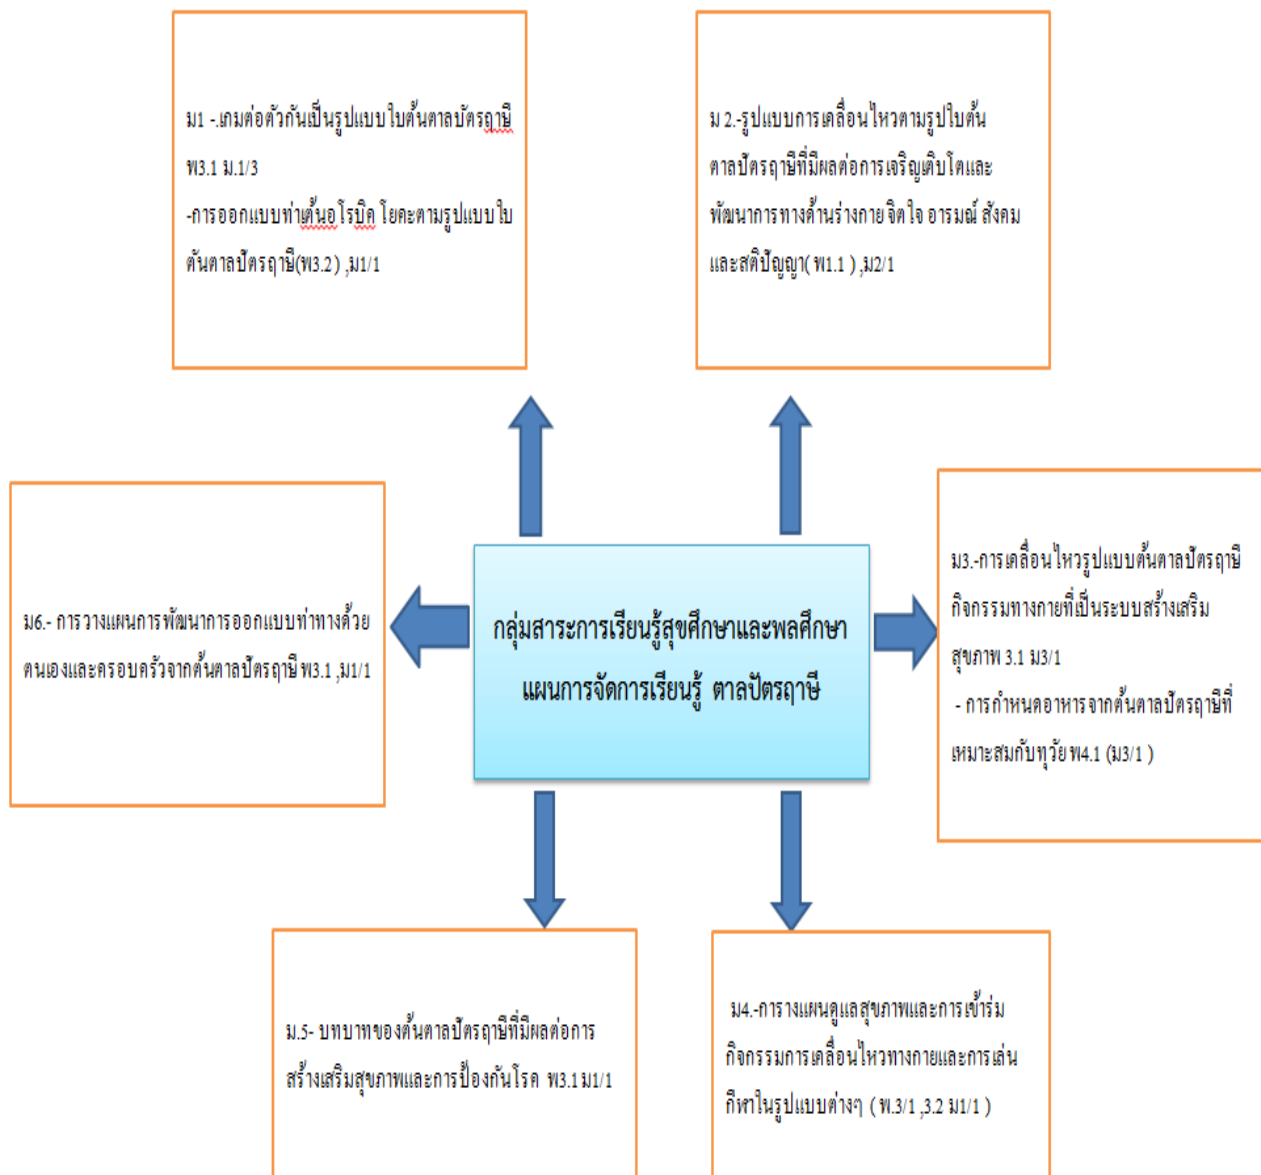 ม1 -.เกมต่อตัวกันเป็นรูปแบบใบต้นตาลปัตรฤาษี
พ3.1 ม.1/3
-การออกแบบท่าเต้นอโรบิค โยคะตามรูปแบบใบ
ต้นตาลปัตรฤาษี(พ3.2) ,ม1/1
ม 2.-รูปแบบการเคลื่อนไหวตามรูปใบต้น
ตาลปัตรฤาษีที่มีผลต่อการเจริญเติบโตและ
พัฒนาการทางด้านร่างกาย จิตใจ อารมณ์ สังคม
และสติปัญญา( พ1.1 ) ,ม2/1
ม3.-การเคลื่อนไหวรูปแบบต้นตาลปัตรฤาษี
กิจกรรมทางกายที่เป็นระบบสร้างเสริม
สุขภาพ 3.1 ม3/1
- การกำหนดอาหารจากต้นตาลปัตรฤาษีที่
เหมาะสมกับทุวัย พ4.1 (ม3/1 )
ม6.- การวางแผนการพัฒนาการออกแบบท่าทางด้วย
ตนเองและครอบครัวจากต้นตาลปัตรฤาษี พ3.1 ,ม1/1
กลุ่มสาระการเรียนรู้สุขศึกษาและพลศึกษา
แผนการจัดการเรียนรู้ ตาลปัตรฤาษี
ม.5- บทบาทของต้นตาลปัตรฤาษีที่มีผลต่อการ
สร้างเสริมสุขภาพและการป้องกันโรค พ3.1 ม1/1
ม4.-การางแผนดูแลสุขภาพและการเข้าร่ม
กิจกรรมการเคลื่อนไหวทางกายและการเล่น
กีฬาในรูปแบบต่างๆ ( พ.3/1 ,3.2 ม1/1 )